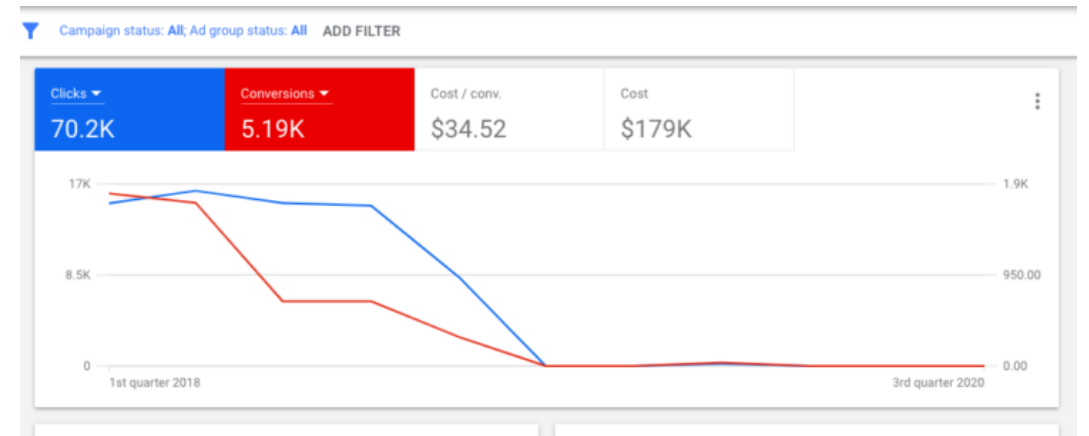 Campaign status: All; Ad group status: All ADD FILTER
Clicks Conversions Cost / conv. Cost
70.2K 5.19K $34.52 $179K
17K 1.9K
8.5K 950.00
0 0.00
1st quarter 2018 3rd quarter 2020